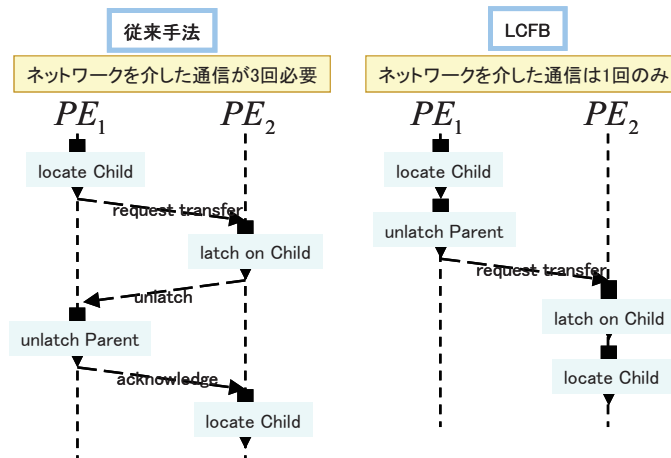 従来手法
ネットワークを介した通信が3回必要
PE1
PE2
locate Child
request transfer
latch on Child
unlatch
unlatch Parent
acknowledge
locate Child
LCFB
ネットワークを介した通信は1回のみ
PE1
PE2
locate Child
unlatch Parent
request transfer
latch on Child
locate Child